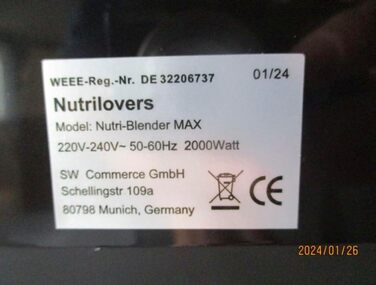 WEEE-Reg.-Nr. DE 32206737 01/24
Nutrilovers
Model: Nutri-Blender MAX
220V-240V~ 50-60Hz 2000Watt
SW Commerce GmbH
Schellingstr 109a
80798 Munich, Germany
CE
2024/01/26